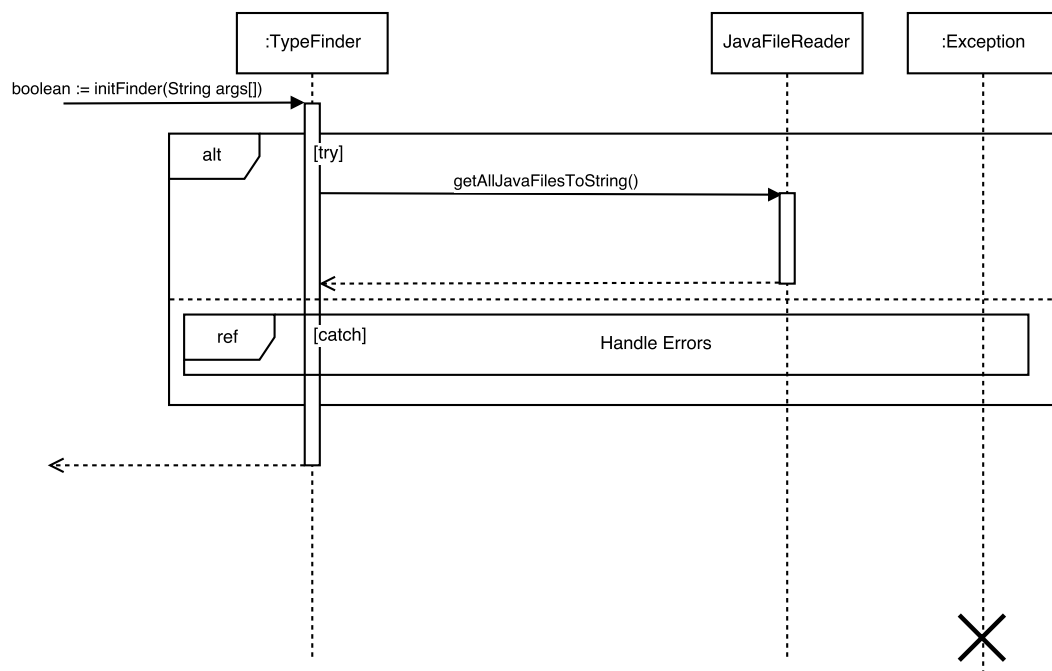 :TypeFinder
JavaFileReader
:Exception
boolean := initFinder(String args[])
alt
[try]
getAllJavaFilesToString()
ref
[catch]
Handle Errors